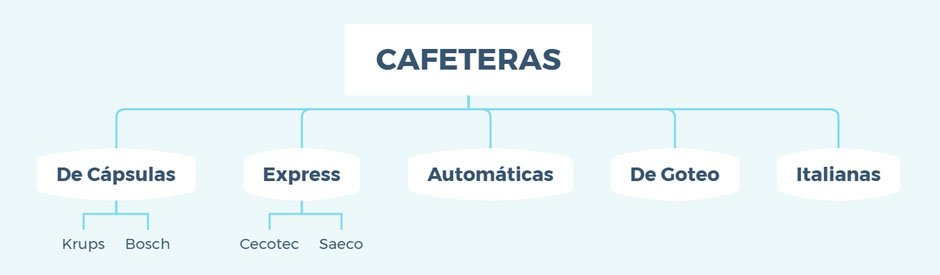 CAFETERAS
De Cápsulas
Express
Automáticas
De Goteo
Italianas
Krups
Bosch
Cecotec
Saeco